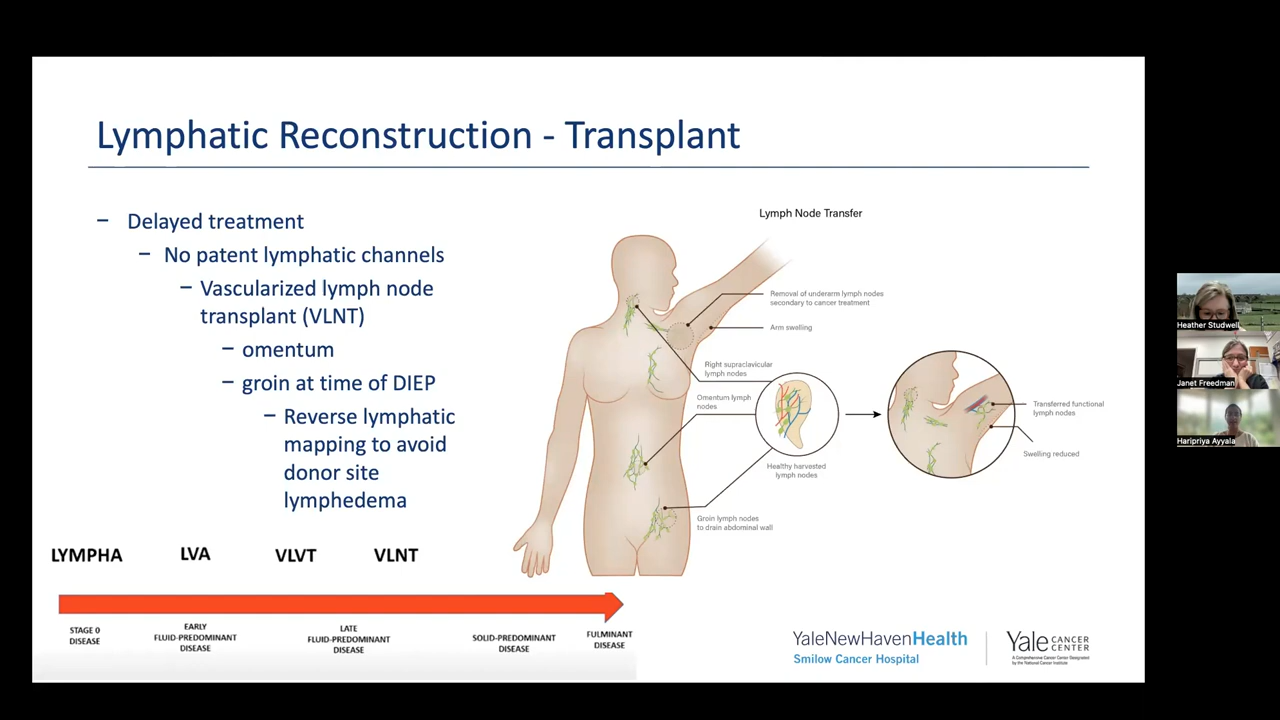 Lymphatic Reconstruction - Transplant
– Delayed treatment
– No patent lymphatic channels
– Vascularized lymph node
transplant (VLNT)
– omentum
– groin at time of DIEP
– Reverse lymphatic
mapping to avoid
donor site
lymphedema
Lymph Node Transfer
Removal of underarm lymph nodes
secondary to cancer treatment
Arm swelling
Right supraclavicular
lymph nodes
Omentum lymph
nodes
Healthy harvested
lymph nodes
Groin lymph nodes
to drain abdominal wall
Transferred functional
lymph nodes
Swelling reduced
LYMPHA LVA VLVT VLNT
STAGE 0
DISEASE
EARLY
FLUID-PREDOMINANT
DISEASE
LATE
FLUID-PREDOMINANT
DISEASE
SOLID-PREDOMINANT
DISEASE
FULMINANT
DISEASE
YaleNewHavenHealth
Smilow Cancer Hospital
Yale CANCER CENTER
A Comprehensive Cancer Center Designated
by the National Cancer Institute
Heather Studwell
Janet Freedman
Haripriya Ayyala